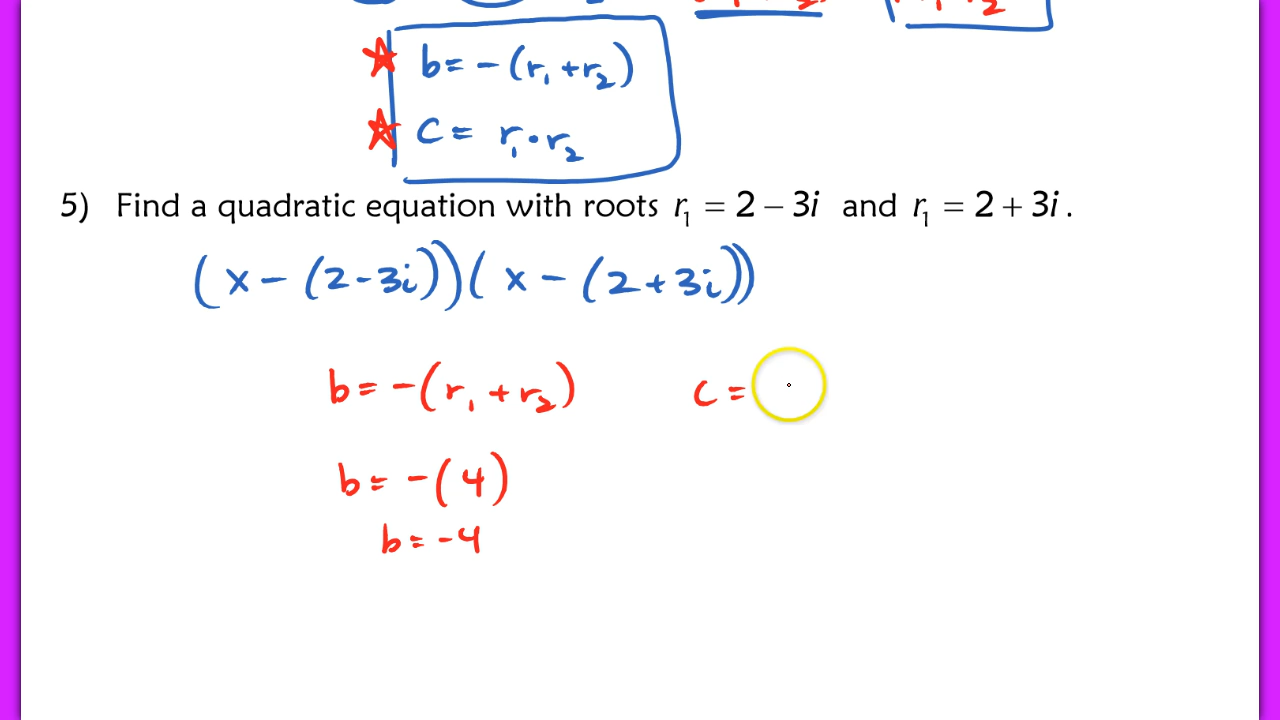 b = -(r₁ + r₂)
c = r₁ · r₂
5) Find a quadratic equation with roots r₁ = 2 – 3i and r₁ = 2 + 3i.
(x - (2-3i))(x - (2+3i))
b = -(r₁ + r₂) c =
b = -(4)
b = -4